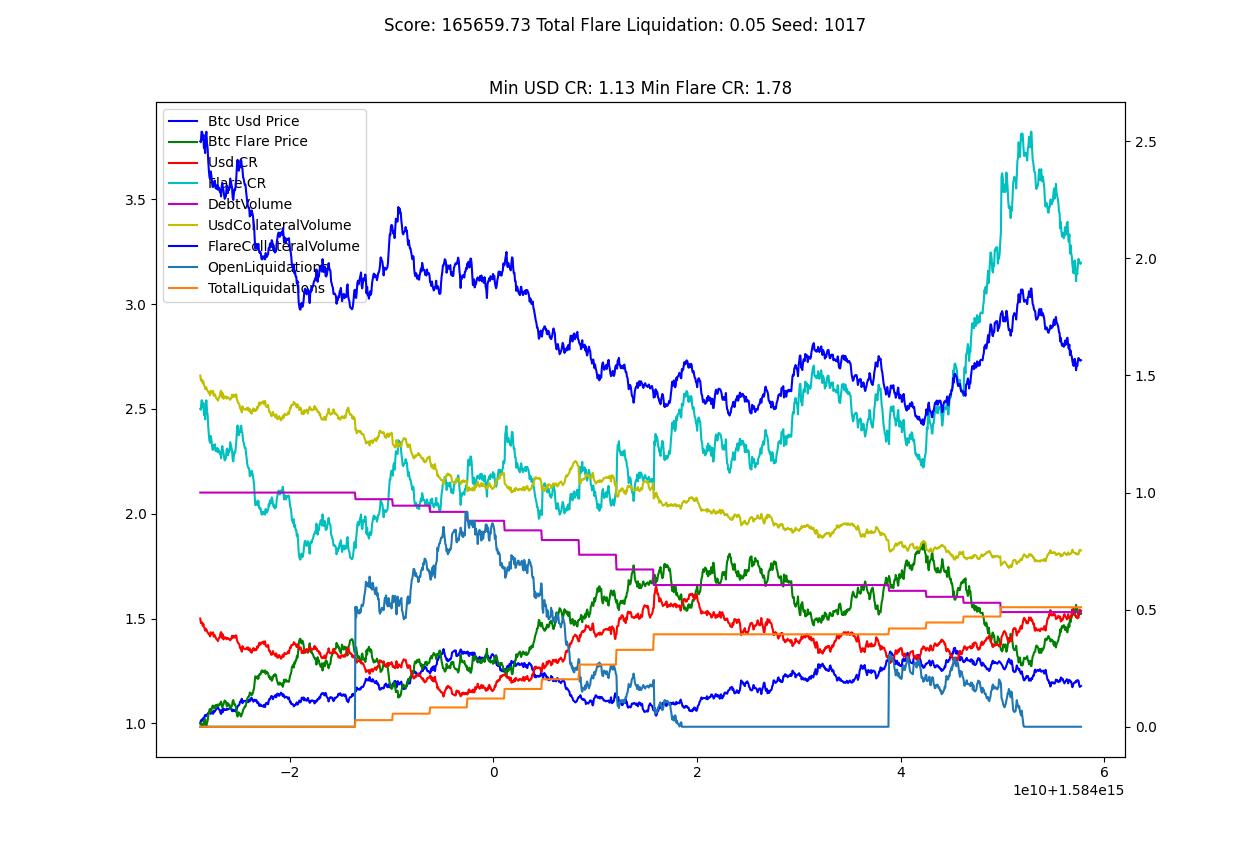 Score: 165659.73 Total Flare Liquidation: 0.05 Seed: 1017
Min USD CR: 1.13 Min Flare CR: 1.78
Btc Usd Price
Btc Flare Price
Usd CR
Flare CR
DebtVolume
UsdCollateralVolume
FlareCollateralVolume
OpenLiquidations
TotalLiquidations
3.5
3.0
2.5
2.0
1.5
1.0
2.5
2.0
1.5
1.0
0.5
0.0
−2
0
2
4
6
1e10+1.584e15